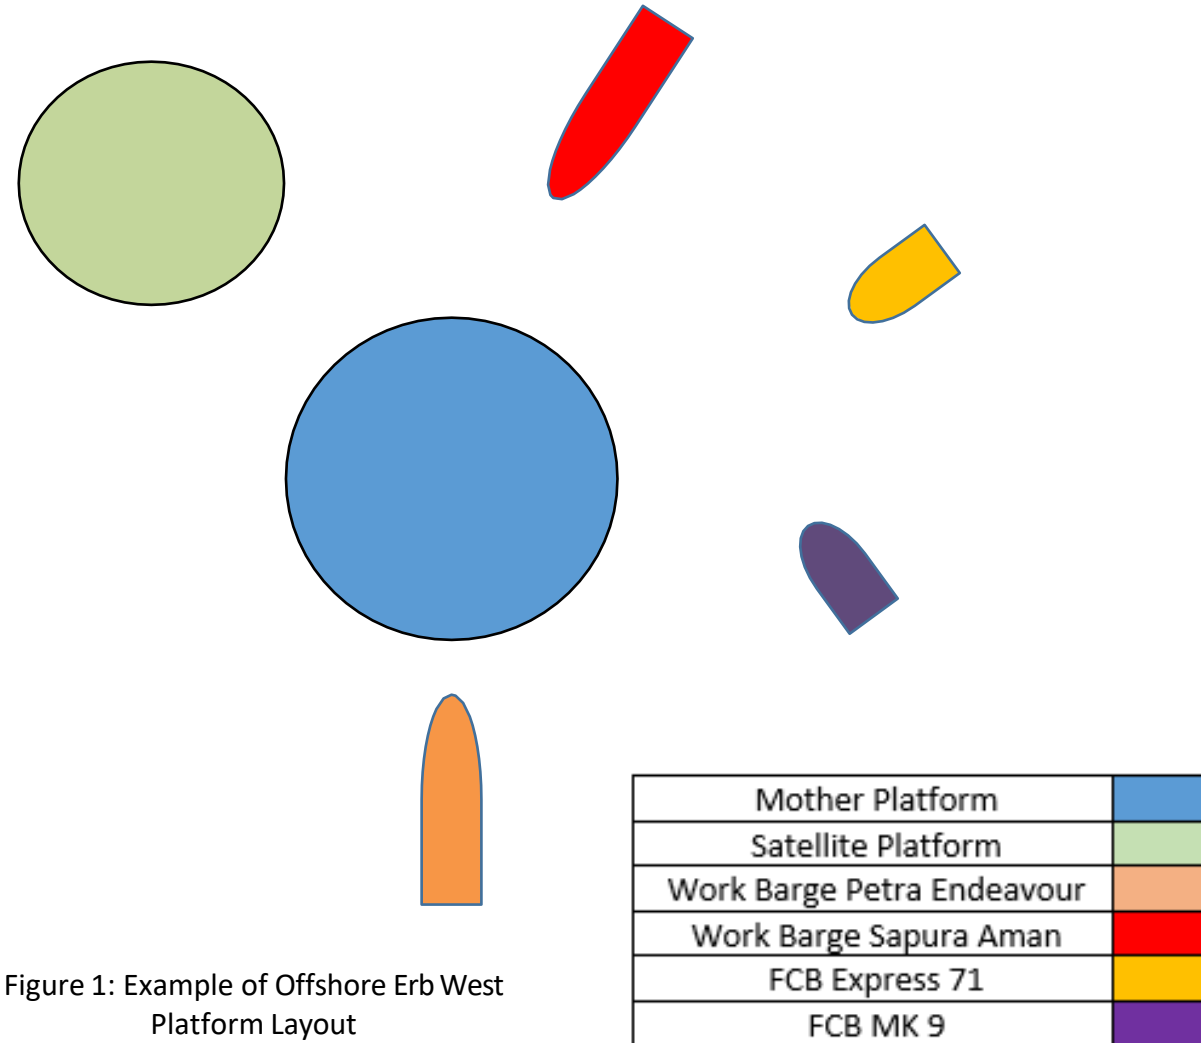 Mother Platform
Satellite Platform
Work Barge Petra Endeavour
Work Barge Sapura Aman
FCB Express 71
FCB MK 9
Figure 1: Example of Offshore Erb West
Platform Layout